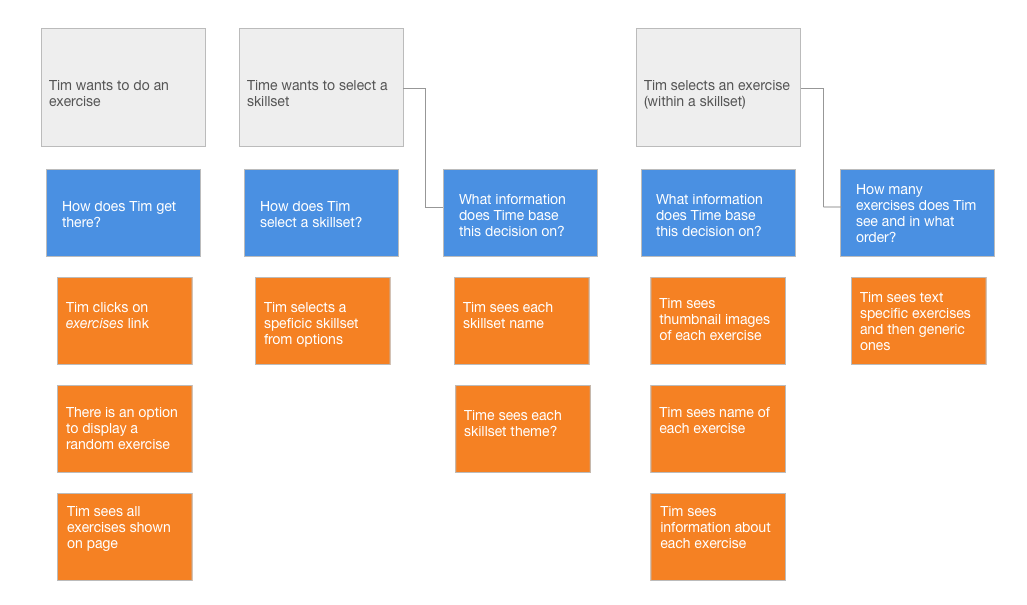 Tim wants to do an
exercise
Time wants to select a
skillset
Tim selects an exercise
(within a skillset)
How does Tim get
there?
How does Tim
select a skillset?
What information
does Time base
this decision on?
What information
does Time base
this decision on?
How many
exercises does Tim
see and in what
order?
Tim clicks on
exercises link
Tim selects a
speficic skillset
from options
Tim sees each
skillset name
Tim sees
thumbnail images
of each exercise
Tim sees text
specific exercises
and then generic
ones
There is an option
to display a
random exercise
Time sees each
skillset theme?
Tim sees name of
each exercise
Tim sees all
exercises shown
on page
Tim sees
information about
each exercise